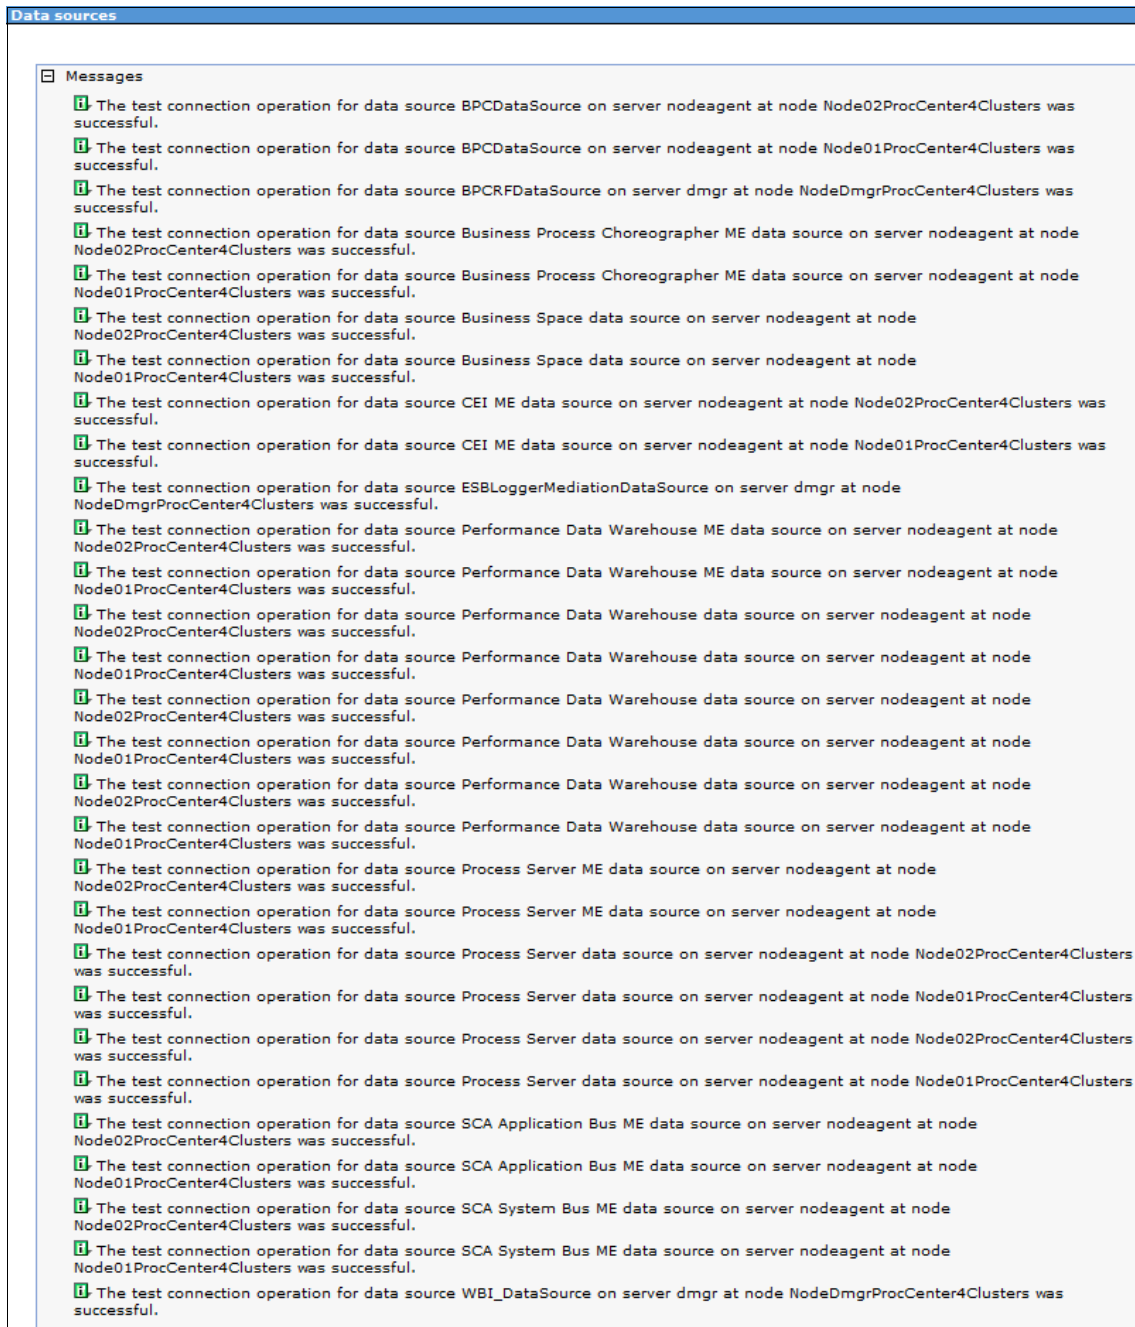 Data sources
Messages
The test connection operation for data source BPCDataSource on server nodeagent at node Node02ProcCenter4Clusters was
successful.
The test connection operation for data source BPCDataSource on server nodeagent at node Node01ProcCenter4Clusters was
successful.
The test connection operation for data source BPCRFDataSource on server dmgr at node NodeDmgrProcCenter4Clusters was
successful.
The test connection operation for data source Business Process Choreographer ME data source on server nodeagent at node
Node02ProcCenter4Clusters was successful.
The test connection operation for data source Business Process Choreographer ME data source on server nodeagent at node
Node01ProcCenter4Clusters was successful.
The test connection operation for data source Business Space data source on server nodeagent at node
Node02ProcCenter4Clusters was successful.
The test connection operation for data source Business Space data source on server nodeagent at node
Node01ProcCenter4Clusters was successful.
The test connection operation for data source CEI ME data source on server nodeagent at node Node02ProcCenter4Clusters was
successful.
The test connection operation for data source CEI ME data source on server nodeagent at node Node01ProcCenter4Clusters was
successful.
The test connection operation for data source ESBLoggerMediationDataSource on server dmgr at node
NodeDmgrProcCenter4Clusters was successful.
The test connection operation for data source Performance Data Warehouse ME data source on server nodeagent at node
Node02ProcCenter4Clusters was successful.
The test connection operation for data source Performance Data Warehouse ME data source on server nodeagent at node
Node01ProcCenter4Clusters was successful.
The test connection operation for data source Performance Data Warehouse data source on server nodeagent at node
Node02ProcCenter4Clusters was successful.
The test connection operation for data source Performance Data Warehouse data source on server nodeagent at node
Node01ProcCenter4Clusters was successful.
The test connection operation for data source Performance Data Warehouse data source on server nodeagent at node
Node02ProcCenter4Clusters was successful.
The test connection operation for data source Performance Data Warehouse data source on server nodeagent at node
Node01ProcCenter4Clusters was successful.
The test connection operation for data source Performance Data Warehouse data source on server nodeagent at node
Node02ProcCenter4Clusters was successful.
The test connection operation for data source Performance Data Warehouse data source on server nodeagent at node
Node01ProcCenter4Clusters was successful.
The test connection operation for data source Process Server ME data source on server nodeagent at node
Node02ProcCenter4Clusters was successful.
The test connection operation for data source Process Server ME data source on server nodeagent at node
Node01ProcCenter4Clusters was successful.
The test connection operation for data source Process Server data source on server nodeagent at node Node02ProcCenter4Clusters
was successful.
The test connection operation for data source Process Server data source on server nodeagent at node Node01ProcCenter4Clusters
was successful.
The test connection operation for data source Process Server data source on server nodeagent at node Node02ProcCenter4Clusters
was successful.
The test connection operation for data source Process Server data source on server nodeagent at node Node01ProcCenter4Clusters
was successful.
The test connection operation for data source SCA Application Bus ME data source on server nodeagent at node
Node02ProcCenter4Clusters was successful.
The test connection operation for data source SCA Application Bus ME data source on server nodeagent at node
Node01ProcCenter4Clusters was successful.
The test connection operation for data source SCA System Bus ME data source on server nodeagent at node
Node02ProcCenter4Clusters was successful.
The test connection operation for data source SCA System Bus ME data source on server nodeagent at node
Node01ProcCenter4Clusters was successful.
The test connection operation for data source WBI_DataSource on server dmgr at node NodeDmgrProcCenter4Clusters was
successful.